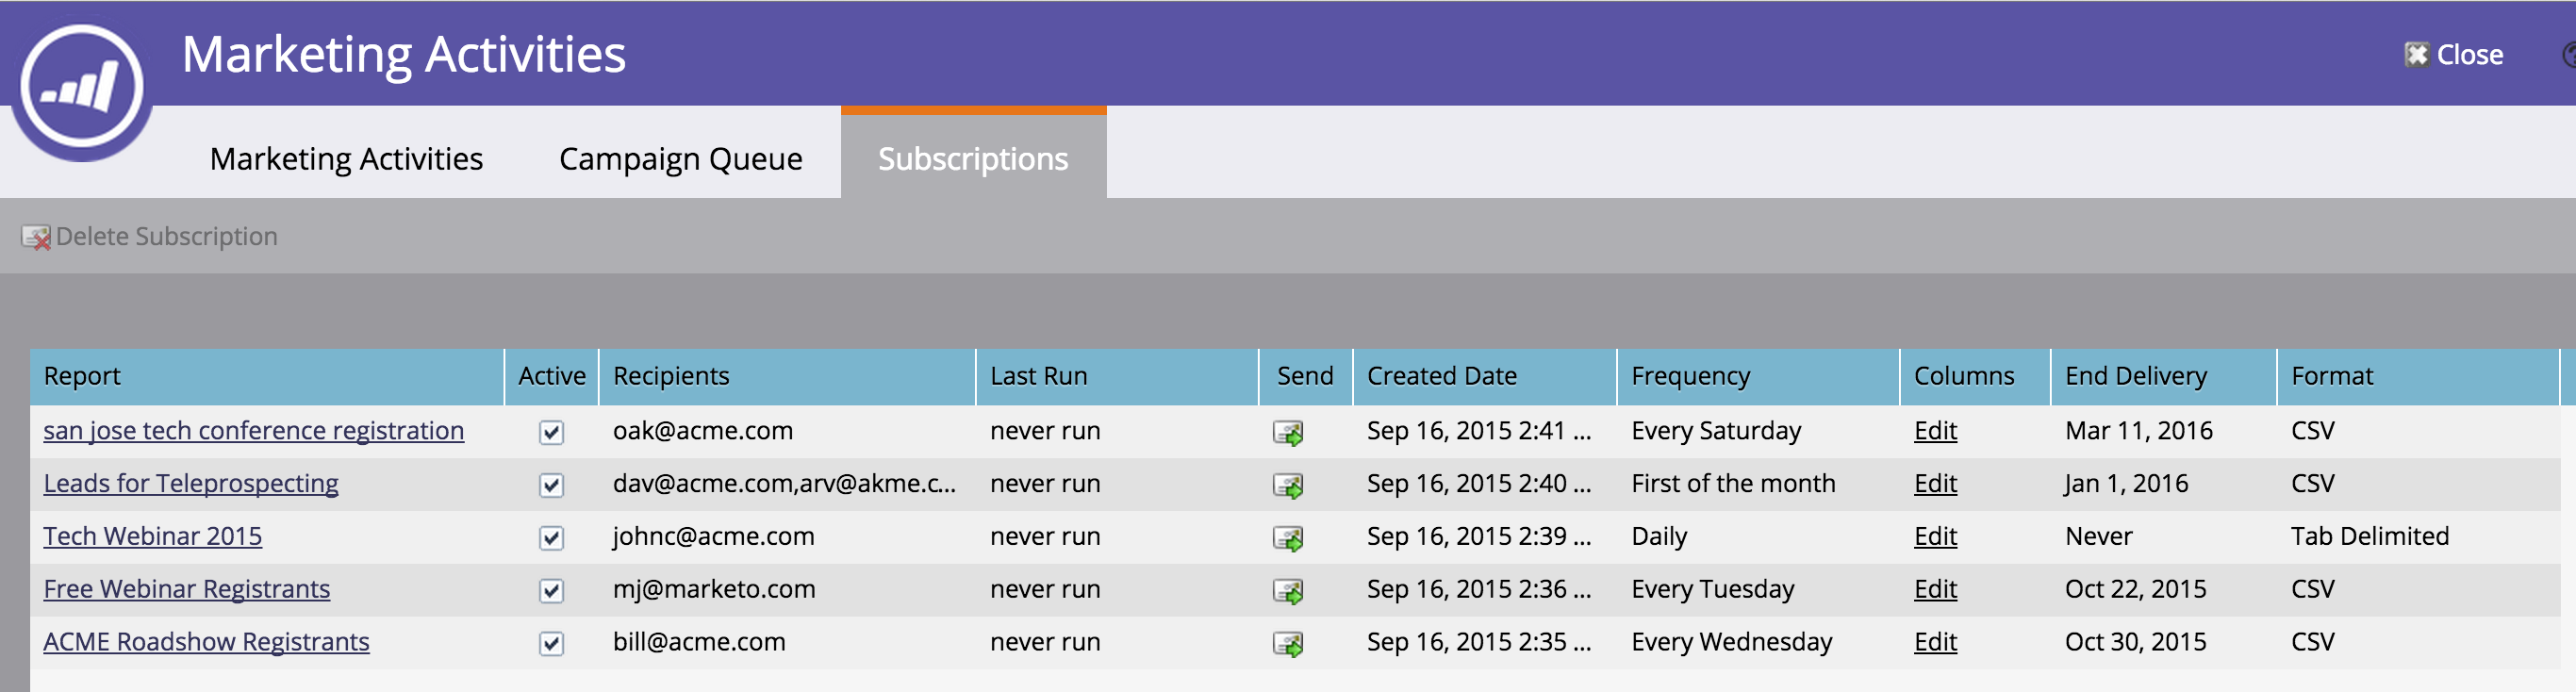 Marketing Activities
Close
Marketing Activities Campaign Queue Subscriptions
Delete Subscription
Report Active Recipients Last Run Send Created Date Frequency Columns End Delivery Format
san jose tech conference registration oak@acme.com never run Sep 16, 2015 2:41 ... Every Saturday Edit Mar 11, 2016 CSV
Leads for Teleprospecting dav@acme.com,arv@akme.c... never run Sep 16, 2015 2:40 ... First of the month Edit Jan 1, 2016 CSV
Tech Webinar 2015 johnc@acme.com never run Sep 16, 2015 2:39 ... Daily Edit Never Tab Delimited
Free Webinar Registrants mj@marketo.com never run Sep 16, 2015 2:36 ... Every Tuesday Edit Oct 22, 2015 CSV
ACME Roadshow Registrants bill@acme.com never run Sep 16, 2015 2:35 ... Every Wednesday Edit Oct 30, 2015 CSV